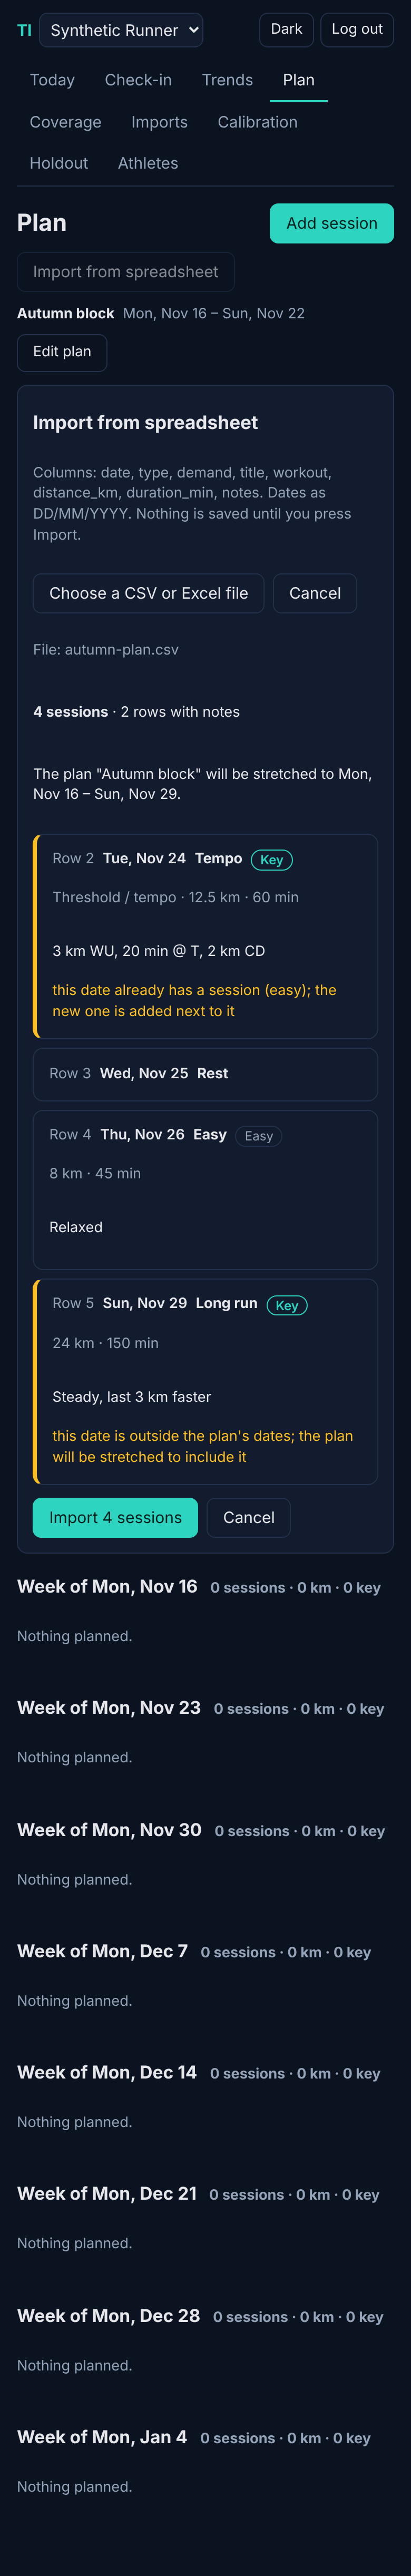 TI Synthetic Runner Dark Log out
Today Check-in Trends Plan
Coverage Imports Calibration
Holdout Athletes
Plan Add session
Import from spreadsheet
Autumn block Mon, Nov 16 – Sun, Nov 22
Edit plan
Import from spreadsheet
Columns: date, type, demand, title, workout,
distance_km, duration_min, notes. Dates as
DD/MM/YYYY. Nothing is saved until you press
Import.
Choose a CSV or Excel file Cancel
File: autumn-plan.csv
4 sessions · 2 rows with notes
The plan "Autumn block" will be stretched to Mon,
Nov 16 – Sun, Nov 29.
Row 2 Tue, Nov 24 Tempo Key
Threshold / tempo · 12.5 km · 60 min
3 km WU, 20 min @ T, 2 km CD
this date already has a session (easy); the
new one is added next to it
Row 3 Wed, Nov 25 Rest
Row 4 Thu, Nov 26 Easy Easy
8 km · 45 min
Relaxed
Row 5 Sun, Nov 29 Long run Key
24 km · 150 min
Steady, last 3 km faster
this date is outside the plan's dates; the plan
will be stretched to include it
Import 4 sessions Cancel
Week of Mon, Nov 16 0 sessions · 0 km · 0 key
Nothing planned.
Week of Mon, Nov 23 0 sessions · 0 km · 0 key
Nothing planned.
Week of Mon, Nov 30 0 sessions · 0 km · 0 key
Nothing planned.
Week of Mon, Dec 7 0 sessions · 0 km · 0 key
Nothing planned.
Week of Mon, Dec 14 0 sessions · 0 km · 0 key
Nothing planned.
Week of Mon, Dec 21 0 sessions · 0 km · 0 key
Nothing planned.
Week of Mon, Dec 28 0 sessions · 0 km · 0 key
Nothing planned.
Week of Mon, Jan 4 0 sessions · 0 km · 0 key
Nothing planned.